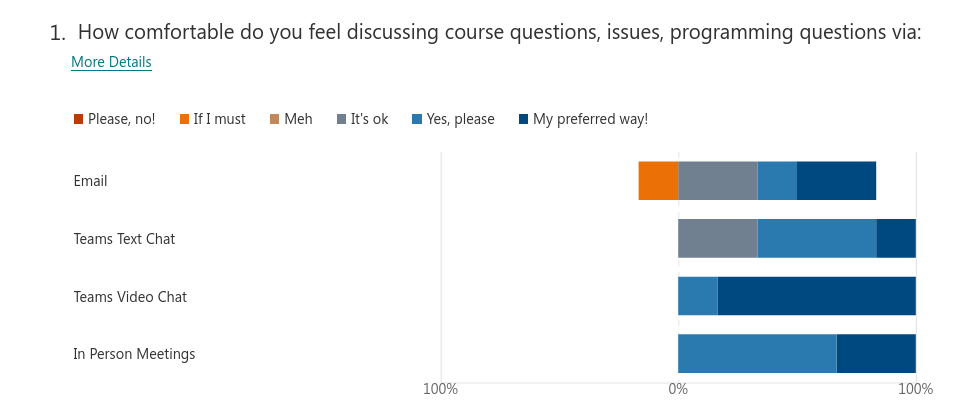 1. How comfortable do you feel discussing course questions, issues, programming questions via:
More Details
Please, no! If I must Meh It's ok Yes, please My preferred way!
Email
Teams Text Chat
Teams Video Chat
In Person Meetings
100% 0% 100%